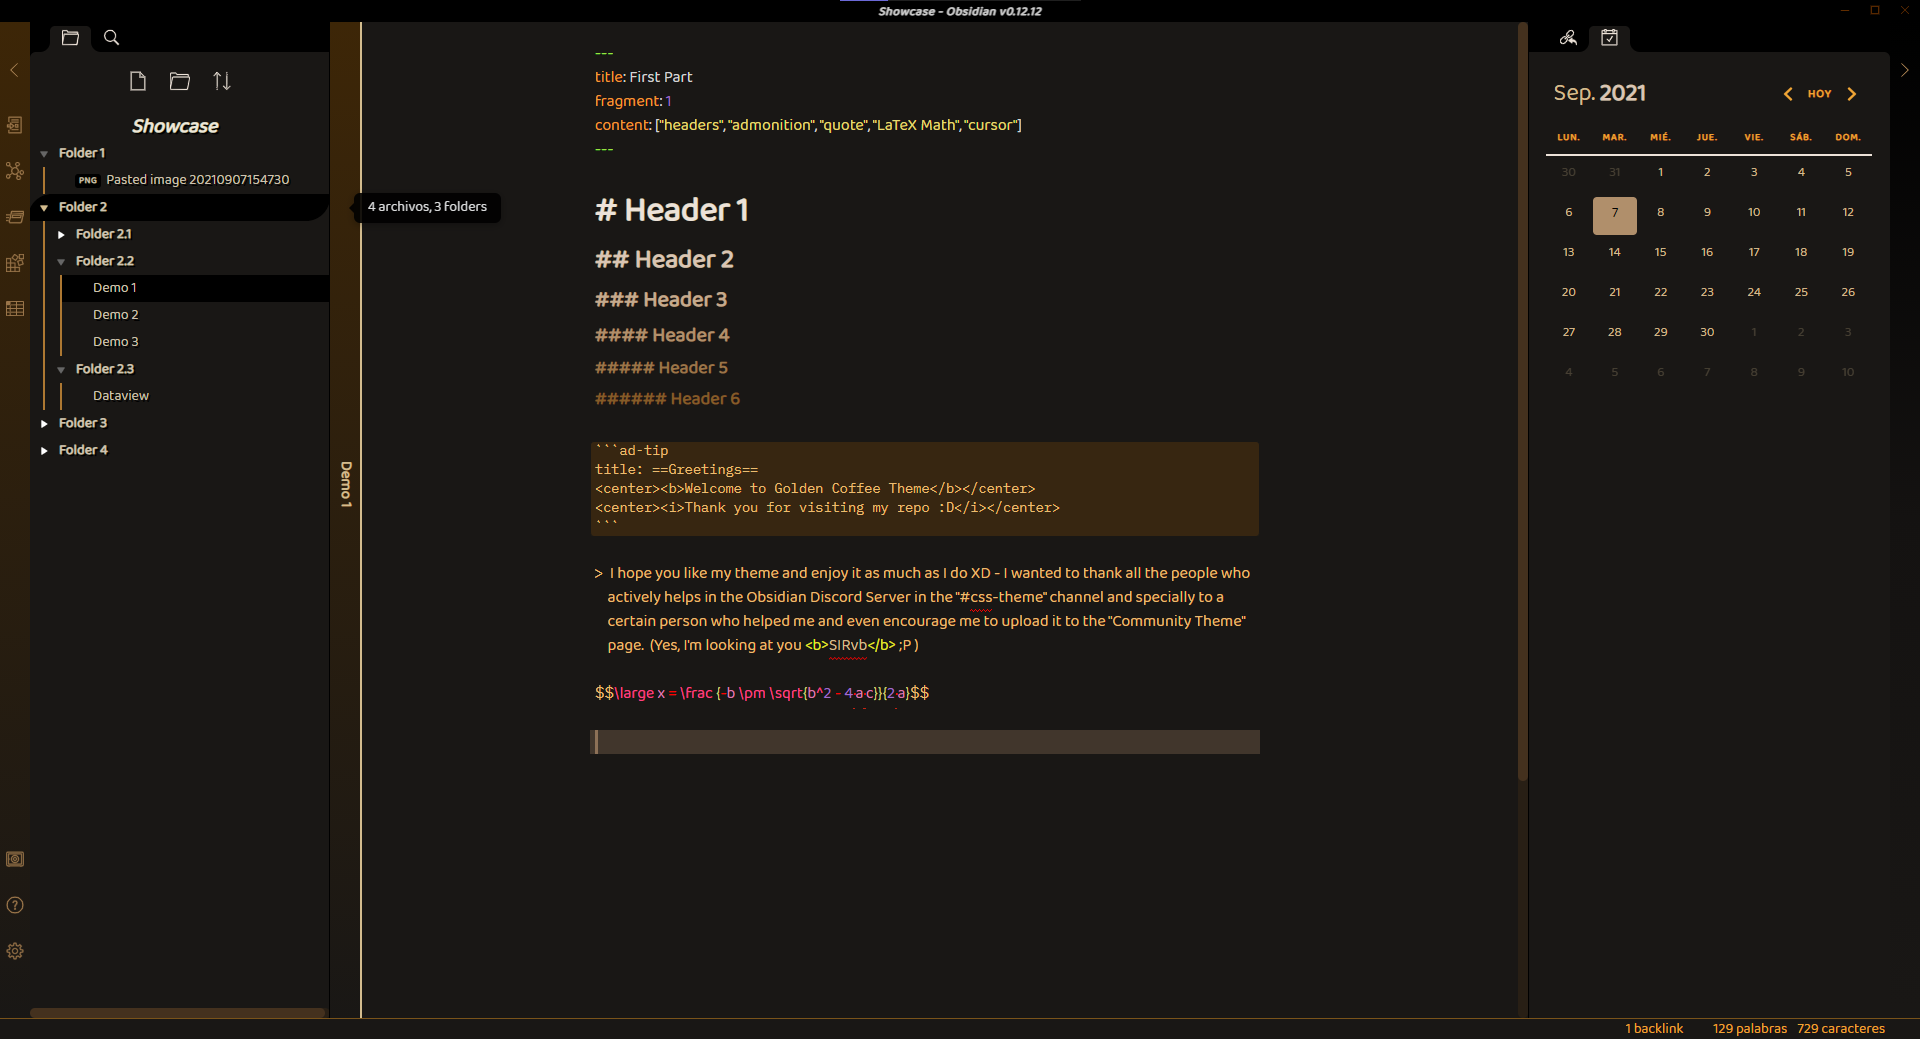 Showcase - Obsidian v0.12.12
Showcase
Folder 1
PNG Pasted image 20210907154730
Folder 2
Folder 2.1
Folder 2.2
Demo 1
Demo 2
Demo 3
Folder 2.3
Dataview
Folder 3
Folder 4
4 archivos, 3 folders
Demo 1
---
title: First Part
fragment: 1
content: ["headers","admonition","quote","LaTeX Math","cursor"]
---
# Header 1
## Header 2
### Header 3
#### Header 4
##### Header 5
###### Header 6
```ad-tip
title: ==Greetings==
<center><b>Welcome to Golden Coffee Theme</b></center>
<center><i>Thank you for visiting my repo :D</i></center>
```
> I hope you like my theme and enjoy it as much as I do XD - I wanted to thank all the people who
actively helps in the Obsidian Discord Server in the "#css-theme" channel and specially to a
certain person who helped me and even encourage me to upload it to the "Community Theme"
page. (Yes, I'm looking at you <b>SIRvb</b> ;P )
$$\large x = \frac {-b \pm \sqrt{b^2 - 4·a·c}}{2·a}$$
Sep. 2021
HOY
LUN. MAR. MIÉ. JUE. VIE. SÁB. DOM.
30 31 1 2 3 4 5
6 7 8 9 10 11 12
13 14 15 16 17 18 19
20 21 22 23 24 25 26
27 28 29 30 1 2 3
4 5 6 7 8 9 10
1 backlink 129 palabras 729 caracteres